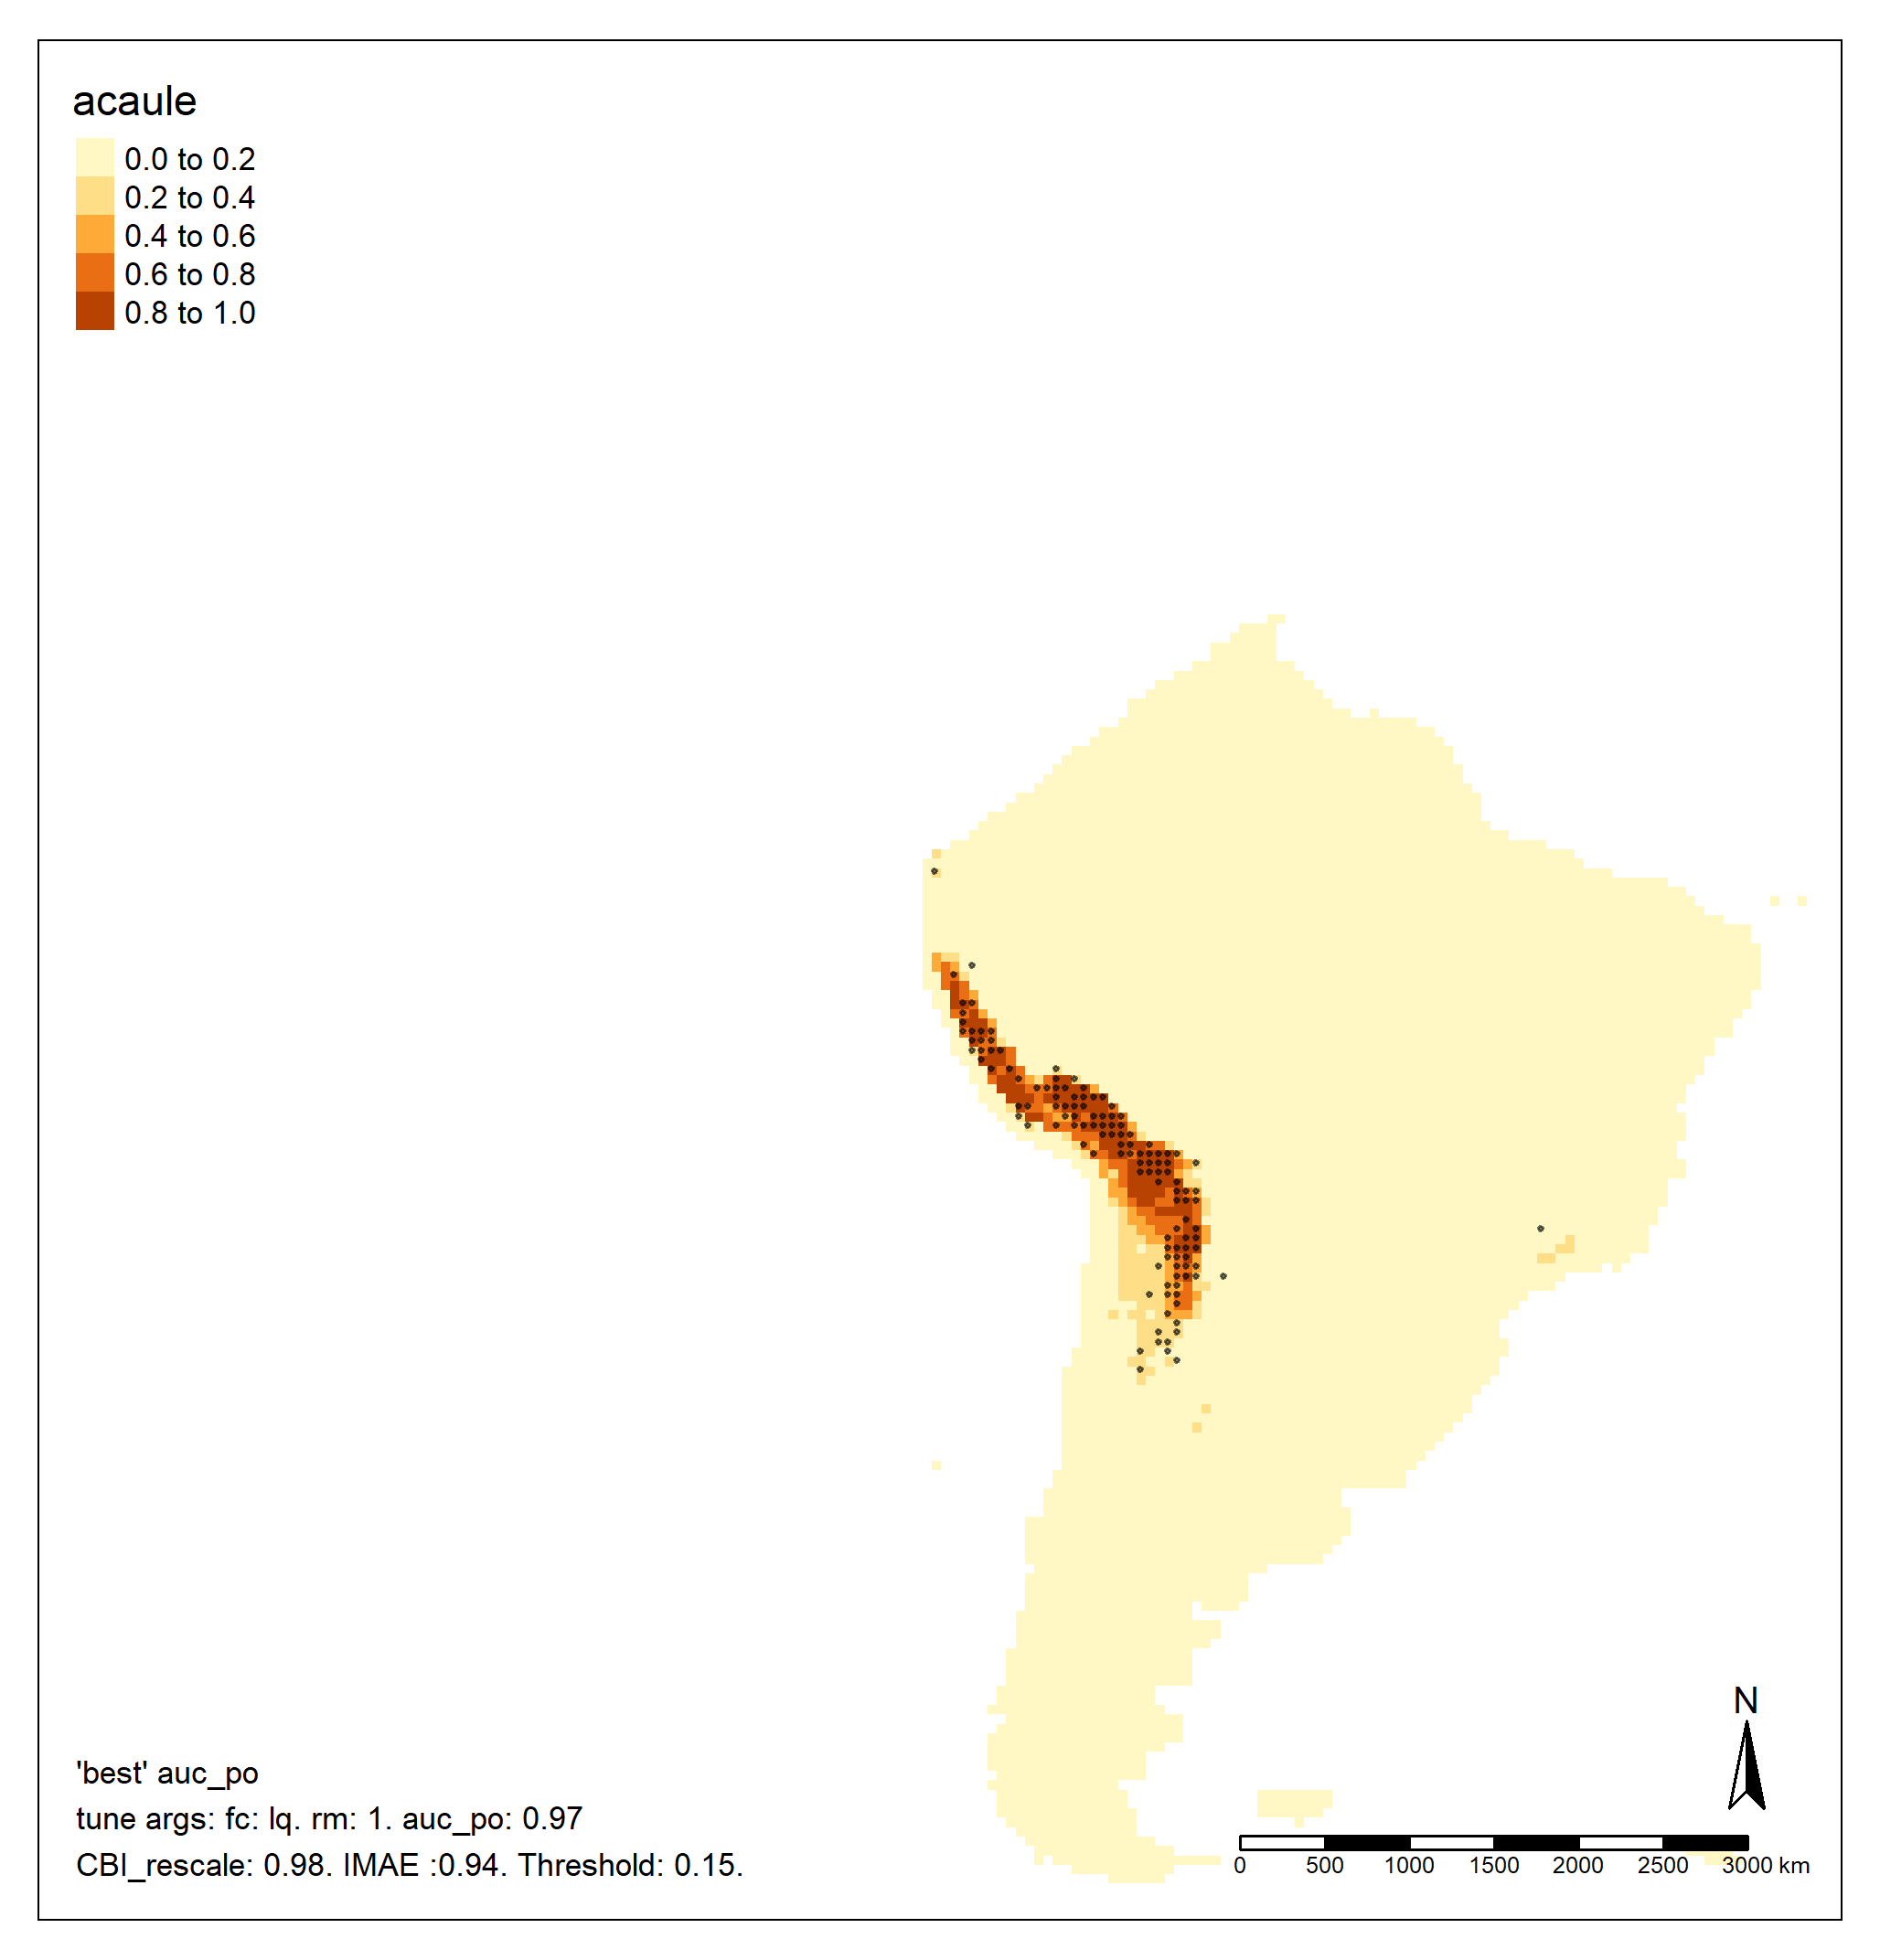 acaule
0.0 to 0.2
0.2 to 0.4
0.4 to 0.6
0.6 to 0.8
0.8 to 1.0
N
'best' auc_po
tune args: fc: lq. rm: 1. auc_po: 0.97
CBI_rescale: 0.98. IMAE :0.94. Threshold: 0.15.
0 500 1000 1500 2000 2500 3000 km